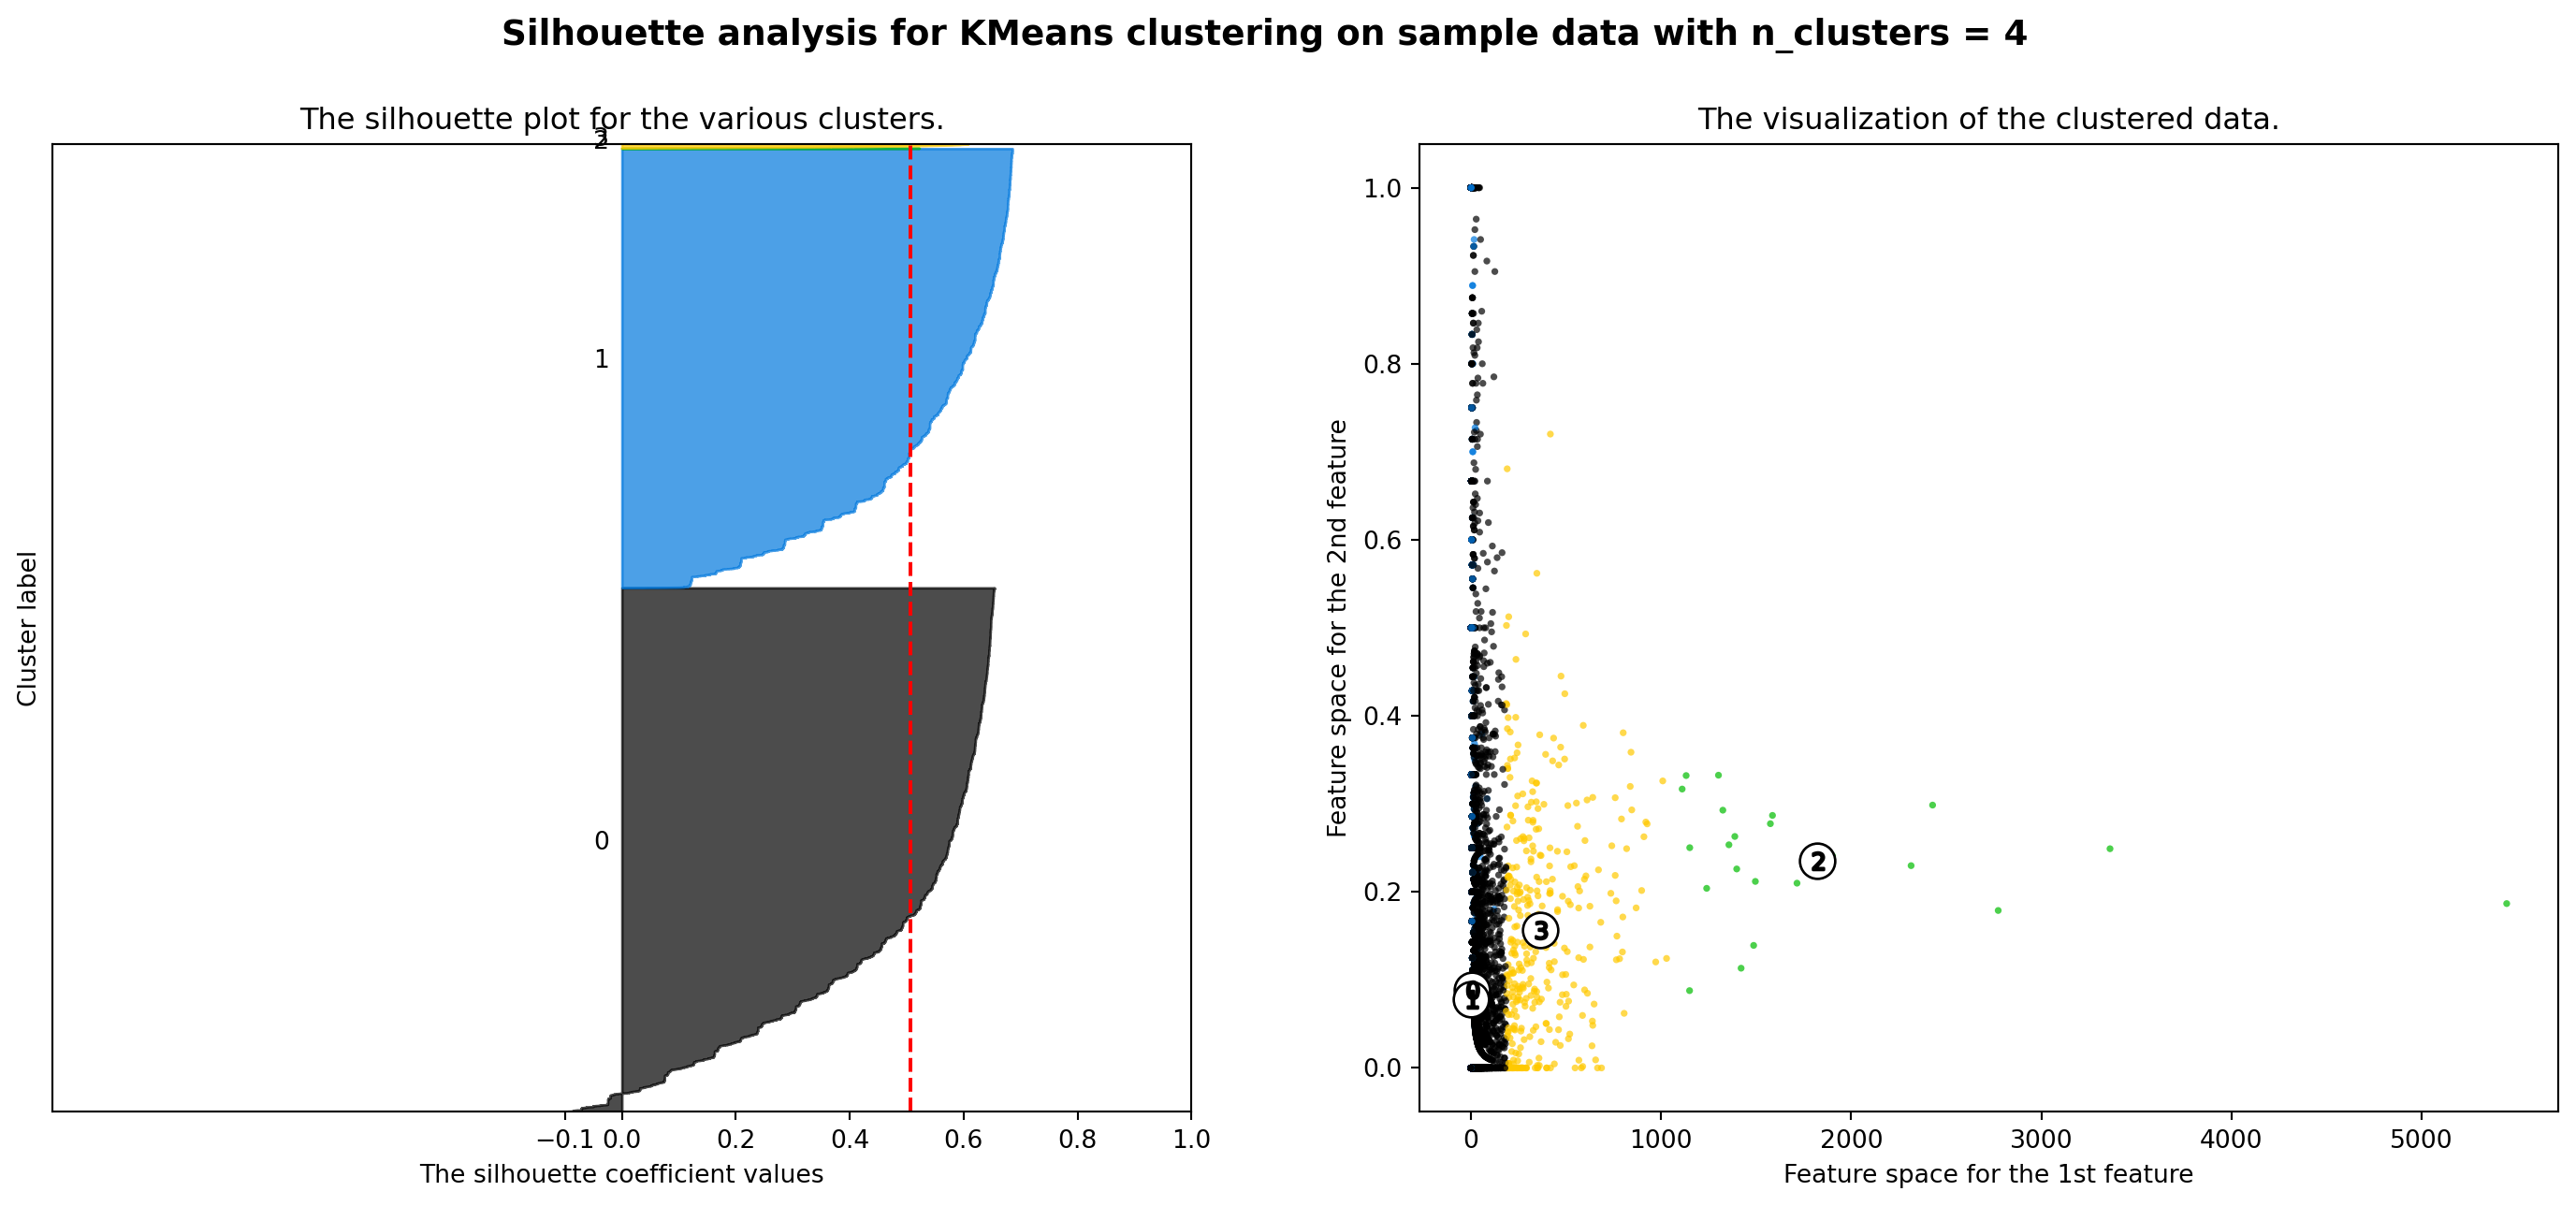 Silhouette analysis for KMeans clustering on sample data with n_clusters = 4
The silhouette plot for the various clusters.
2
3
1
0
Cluster label
−0.1 0.0 0.2 0.4 0.6 0.8 1.0
The silhouette coefficient values
The visualization of the clustered data.
1.0
0.8
0.6
0.4
0.2
0.0
Feature space for the 2nd feature
2
3
0
1
0 1000 2000 3000 4000 5000
Feature space for the 1st feature